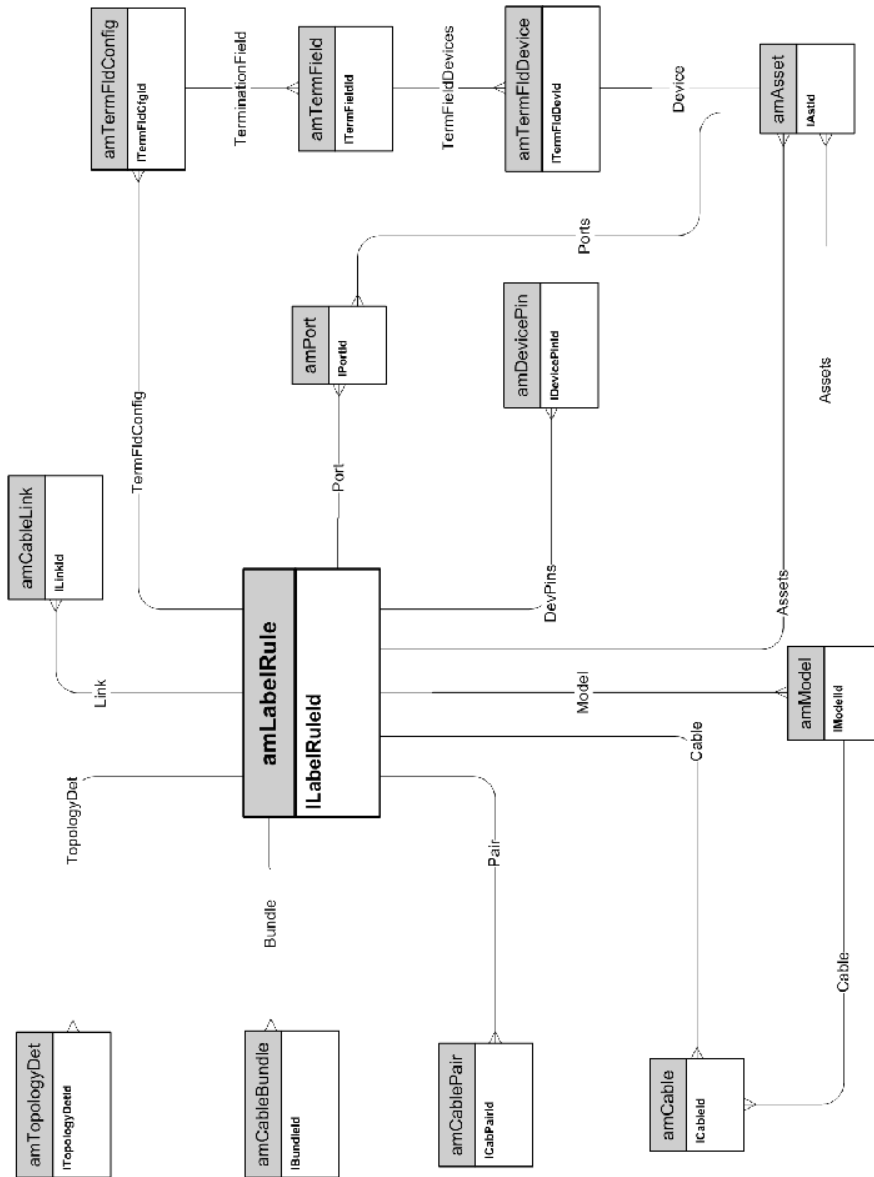 amTopologyDet
lTopologyDetId
TopologyDet
Link
amCableLink
lLinkId
TermFldConfig
amTermFldConfig
lTermFldCfgId
TerminationField
amCableBundle
lBundleId
Bundle
amLabelRule
lLabelRuleId
Port
amPort
lPortId
amTermField
lTermFieldId
TermFieldDevices
amCablePair
lCabPairId
Pair
DevPins
amDevicePin
lDevicePinId
Ports
amTermFldDevice
lTermFldDevId
Device
Model
Cable
amCable
lCableId
Assets
amModel
lModelId
Cable
Assets
amAsset
lAstId